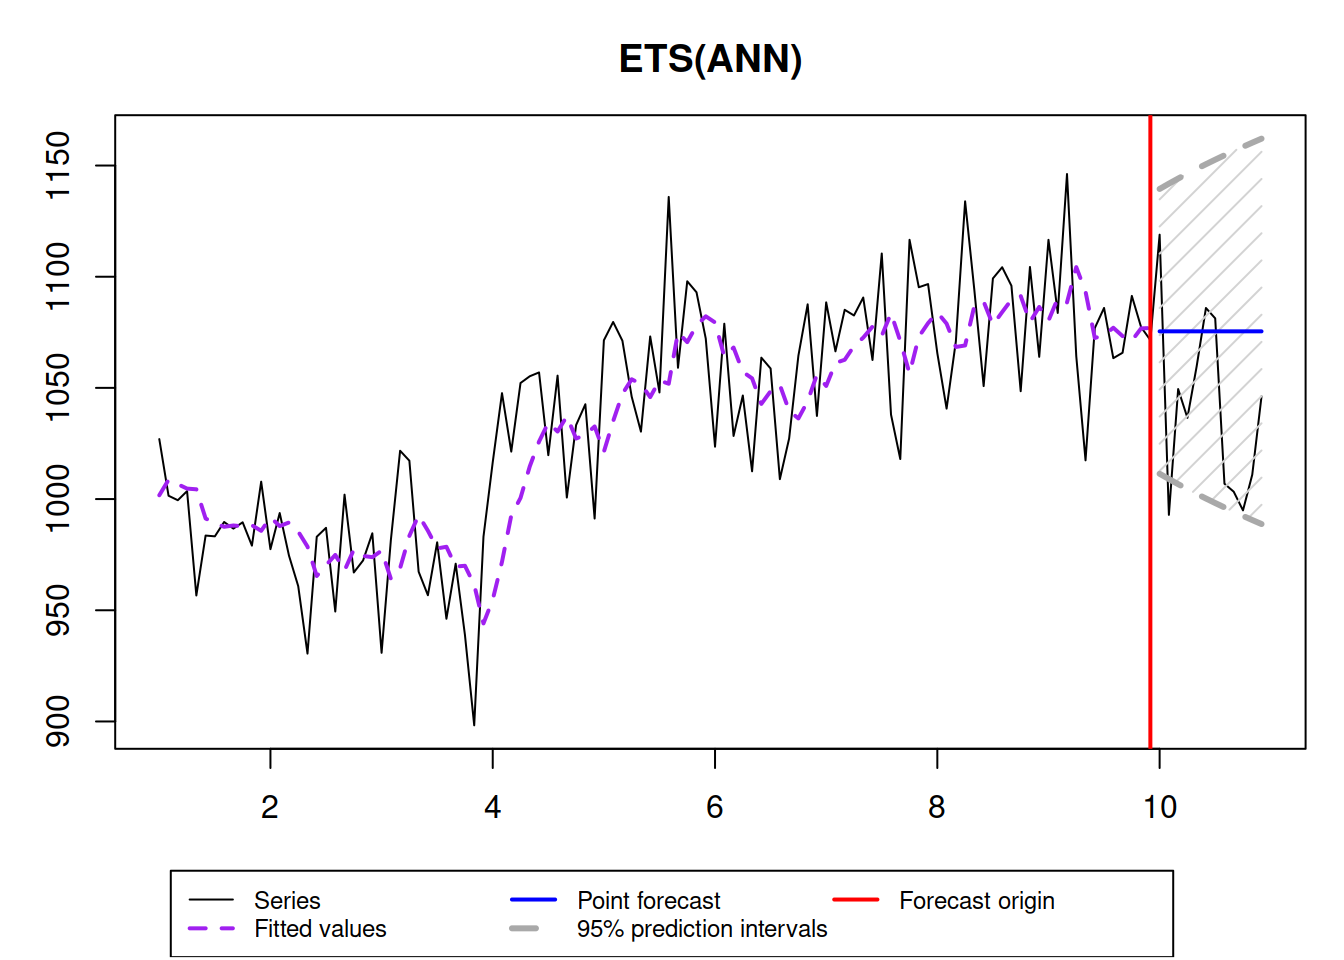 ETS(ANN)
1150
1100
1050
1000
950
900
2 4 6 8 10
Series Point forecast Forecast origin
Fitted values 95% prediction intervals